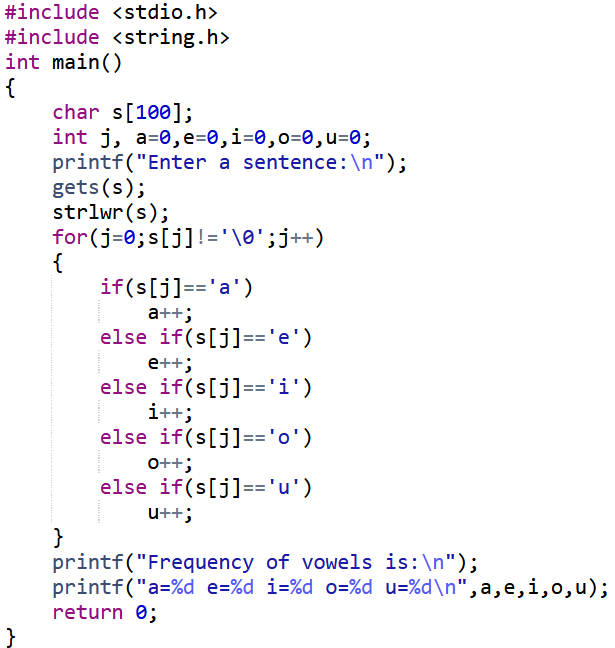 #include <stdio.h>
#include <string.h>
int main()
{
    char s[100];
    int j, a=0,e=0,i=0,o=0,u=0;
    printf("Enter a sentence:\n");
    gets(s);
    strlwr(s);
    for(j=0;s[j]!='\0';j++)
    {
        if(s[j]=='a')
            a++;
        else if(s[j]=='e')
            e++;
        else if(s[j]=='i')
            i++;
        else if(s[j]=='o')
            o++;
        else if(s[j]=='u')
            u++;
    }
    printf("Frequency of vowels is:\n");
    printf("a=%d e=%d i=%d o=%d u=%d\n",a,e,i,o,u);
    return 0;
}